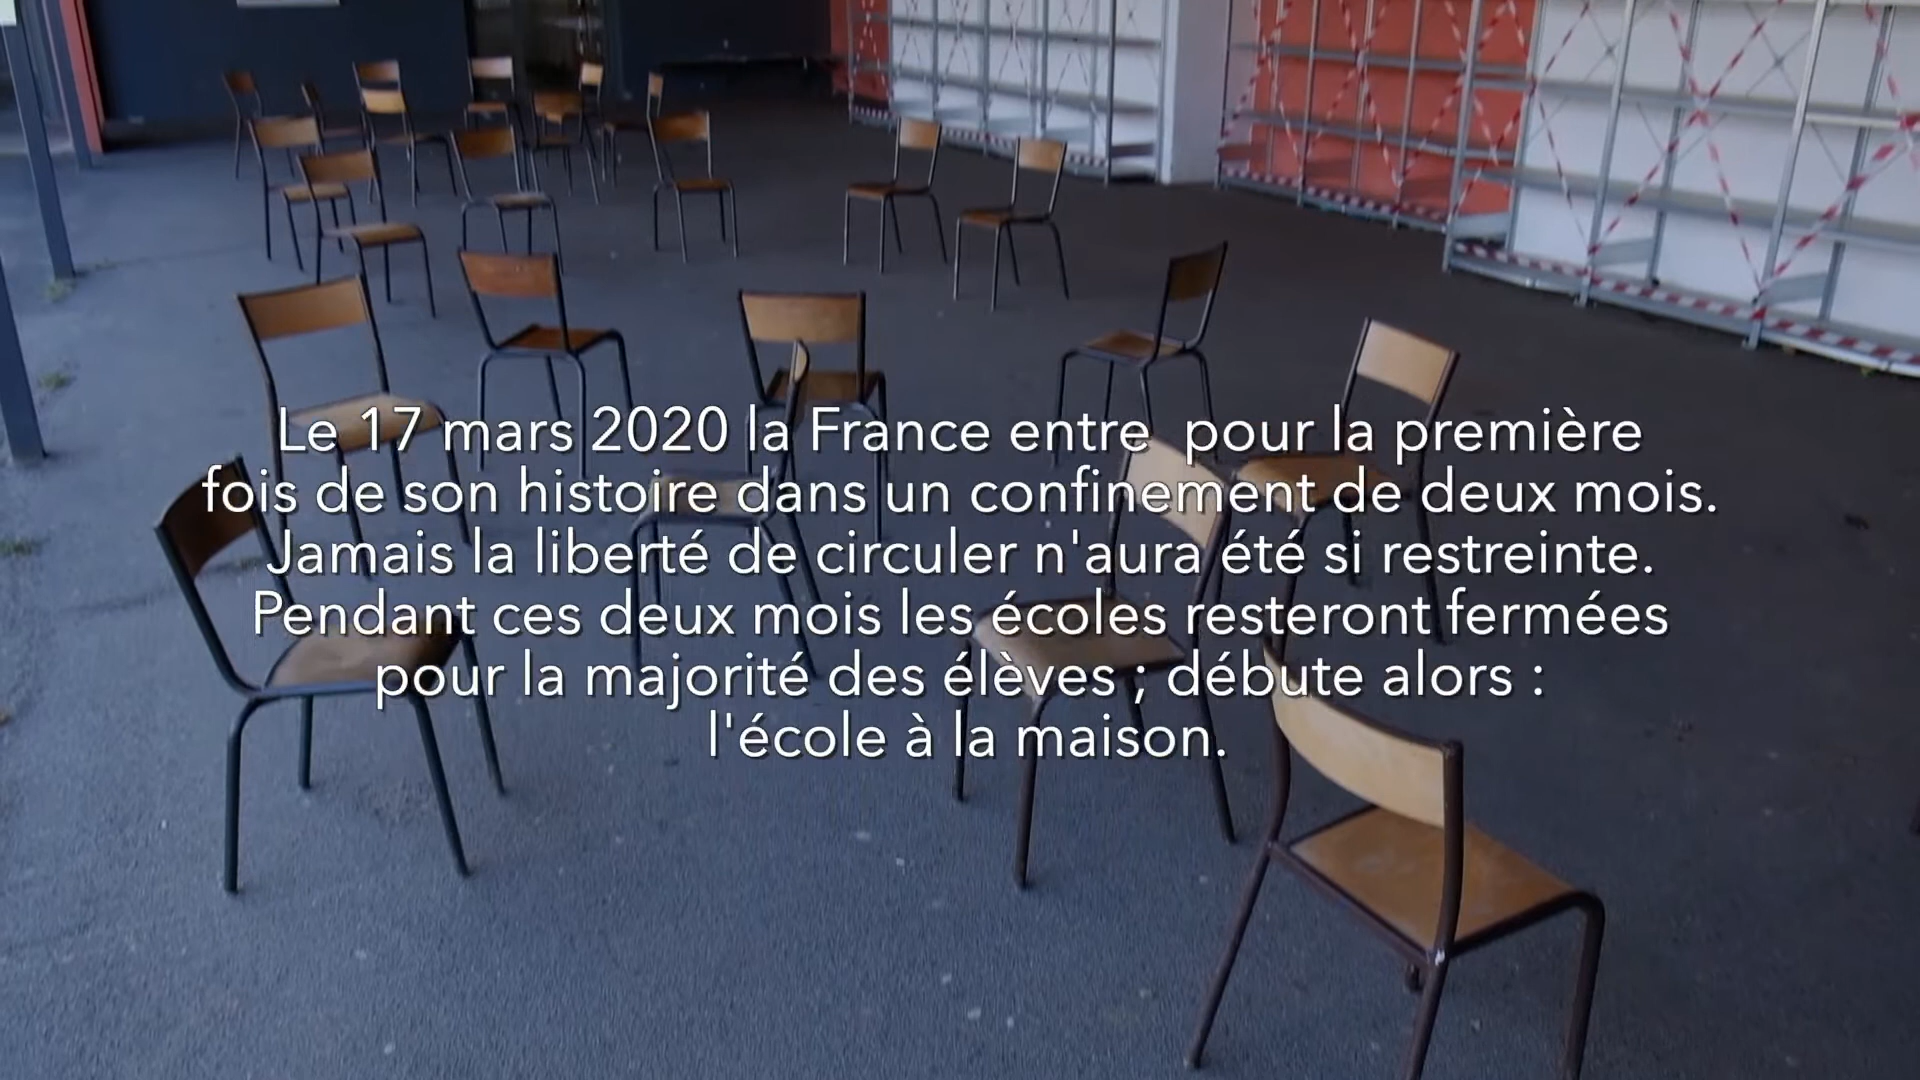 Le 17 mars 2020 la France entre  pour la première
fois de son histoire dans un confinement de deux mois.
Jamais la liberté de circuler n'aura été si restreinte.
Pendant ces deux mois les écoles resteront fermées
pour la majorité des élèves ; débute alors :
l'école à la maison.